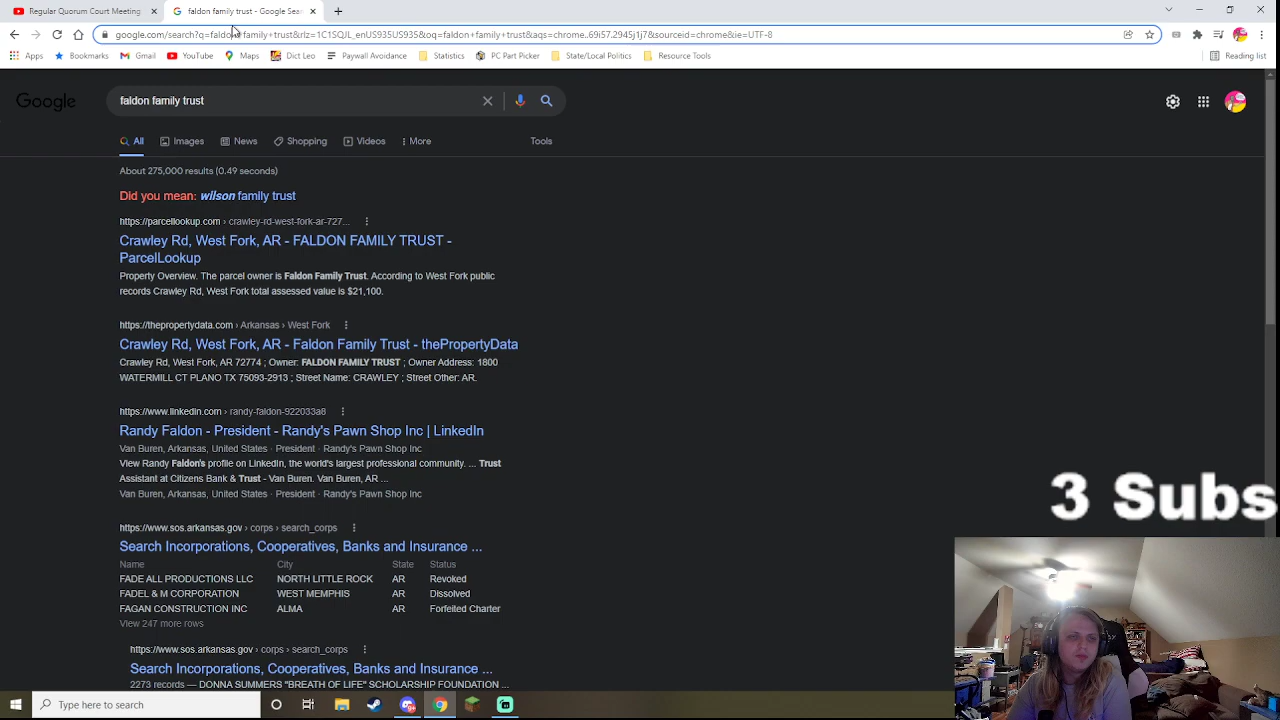 Regular Quorum Court Meeting
faldon family trust - Google Sea
google.com/search?q=faldon+family+trust&rlz=1C1SQJL_enUS935US935&oq=faldon+family+trust&aqs=chrome..69i57.2945j1j7&sourceid=chrome&ie=UTF-8
Apps Bookmarks Gmail YouTube Maps Dict Leo Paywall Avoidance Statistics PC Part Picker State/Local Politics Resource Tools Reading list
Google
faldon family trust
All Images News Shopping Videos More Tools
About 275,000 results (0.49 seconds)
Did you mean: wilson family trust
https://parcellookup.com › crawley-rd-west-fork-ar-727...
Crawley Rd, West Fork, AR - FALDON FAMILY TRUST -
ParcelLookup
Property Overview. The parcel owner is Faldon Family Trust. According to West Fork public
records Crawley Rd, West Fork total assessed value is $21,100.
https://thepropertydata.com › Arkansas › West Fork
Crawley Rd, West Fork, AR - Faldon Family Trust - thePropertyData
Crawley Rd, West Fork, AR 72774 ; Owner: FALDON FAMILY TRUST ; Owner Address: 1800
WATERMILL CT PLANO TX 75093-2913 ; Street Name: CRAWLEY ; Street Other: AR.
https://www.linkedin.com › randy-faldon-922033a8
Randy Faldon - President - Randy's Pawn Shop Inc | LinkedIn
Van Buren, Arkansas, United States · President · Randy's Pawn Shop Inc
View Randy Faldon's profile on LinkedIn, the world's largest professional community. ... Trust
Assistant at Citizens Bank & Trust - Van Buren. Van Buren, AR ...
Van Buren, Arkansas, United States · President · Randy's Pawn Shop Inc
https://www.sos.arkansas.gov › corps › search_corps
Search Incorporations, Cooperatives, Banks and Insurance ...
Name City State Status
FADE ALL PRODUCTIONS LLC NORTH LITTLE ROCK AR Revoked
FADEL & M CORPORATION WEST MEMPHIS AR Dissolved
FAGAN CONSTRUCTION INC ALMA AR Forfeited Charter
View 247 more rows
https://www.sos.arkansas.gov › corps › search_corps
Search Incorporations, Cooperatives, Banks and Insurance ...
2273 records — DONNA SUMMERS "BREATH OF LIFE" SCHOLARSHIP FOUNDATION ...
3 Subs
Type here to search